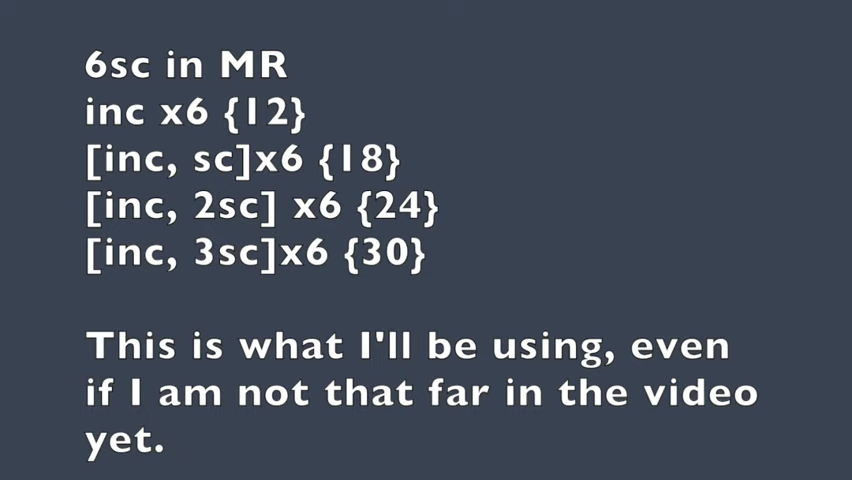 6sc in MR
inc x6 {12}
[inc, sc]x6 {18}
[inc, 2sc] x6 {24}
[inc, 3sc]x6 {30}
This is what I'll be using, even
if I am not that far in the video
yet.